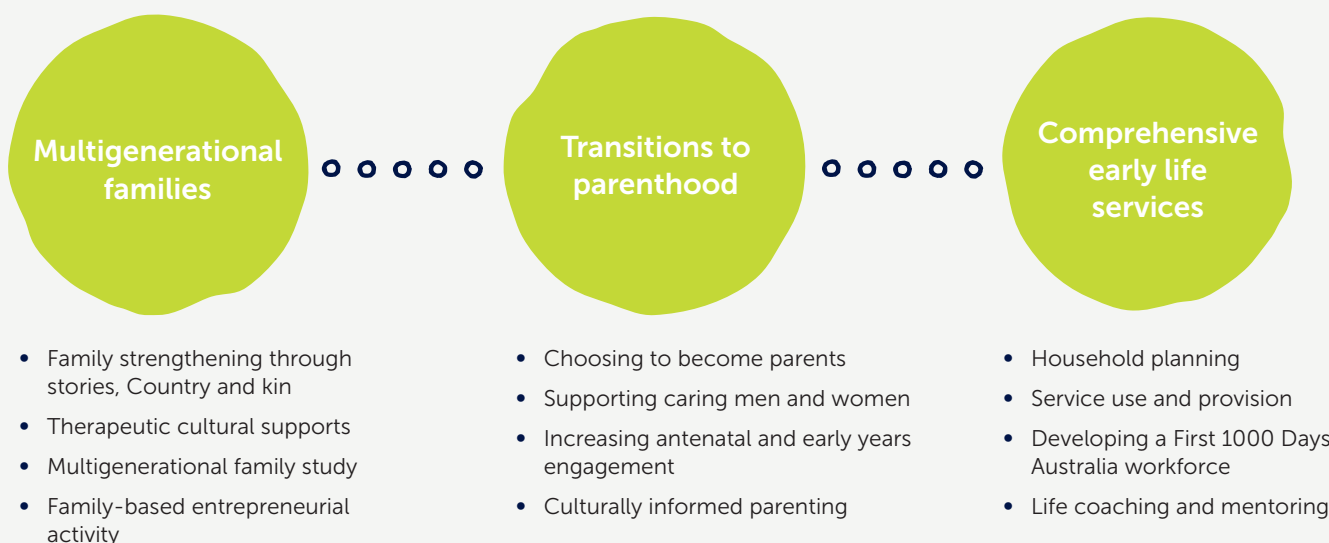 Multigenerational
families
Transitions to
parenthood
Comprehensive
early life
services
• Family strengthening through
stories, Country and kin
• Therapeutic cultural supports
• Multigenerational family study
• Family-based entrepreneurial
activity
• Choosing to become parents
• Supporting caring men and women
• Increasing antenatal and early years
engagement
• Culturally informed parenting
• Household planning
• Service use and provision
• Developing a First 1000 Days
Australia workforce
• Life coaching and mentoring